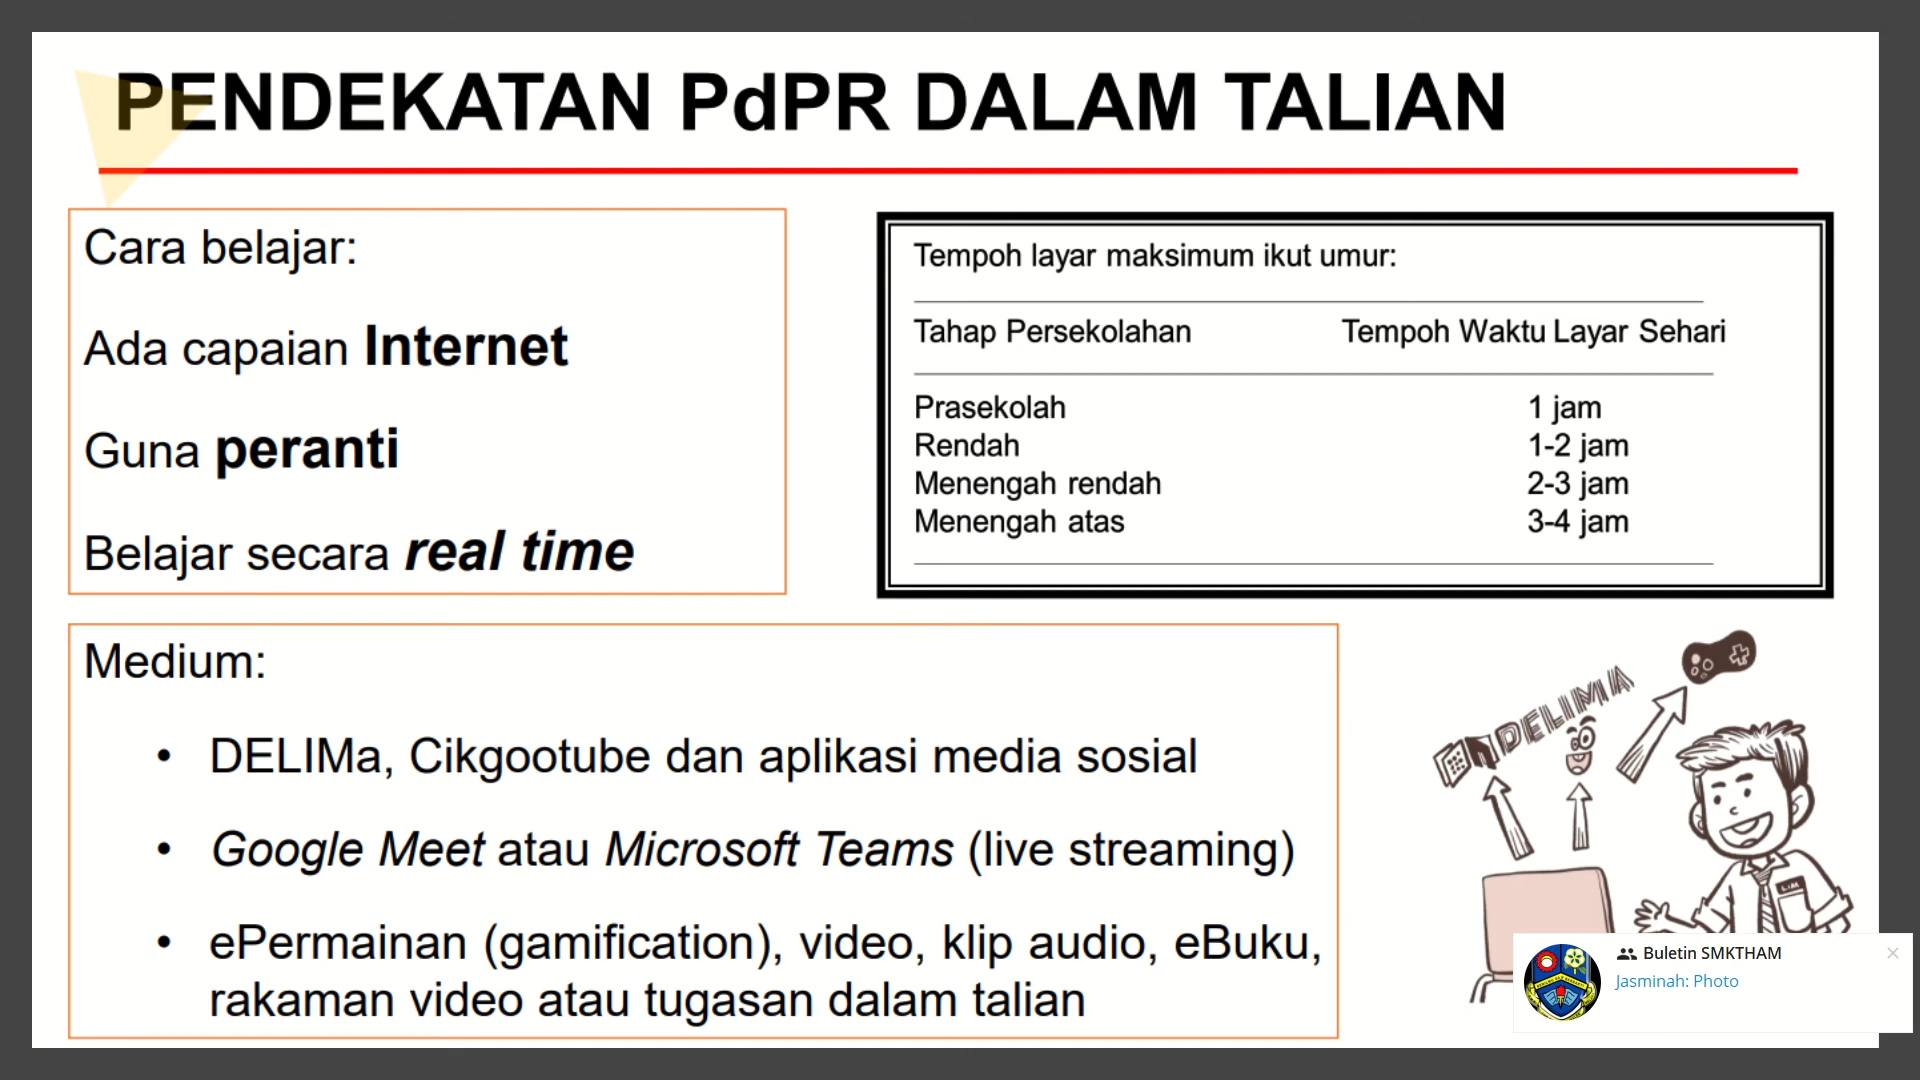 PENDEKATAN PdPR DALAM TALIAN
Cara belajar:
Ada capaian Internet
Guna peranti
Belajar secara real time
Tempoh layar maksimum ikut umur:
Tahap Persekolahan Tempoh Waktu Layar Sehari
Prasekolah 1 jam
Rendah 1-2 jam
Menengah rendah 2-3 jam
Menengah atas 3-4 jam
Medium:
• DELIMa, Cikgootube dan aplikasi media sosial
• Google Meet atau Microsoft Teams (live streaming)
• ePermainan (gamification), video, klip audio, eBuku,
rakaman video atau tugasan dalam talian
DELIMA
LIM
Buletin SMKTHAM
Jasminah: Photo